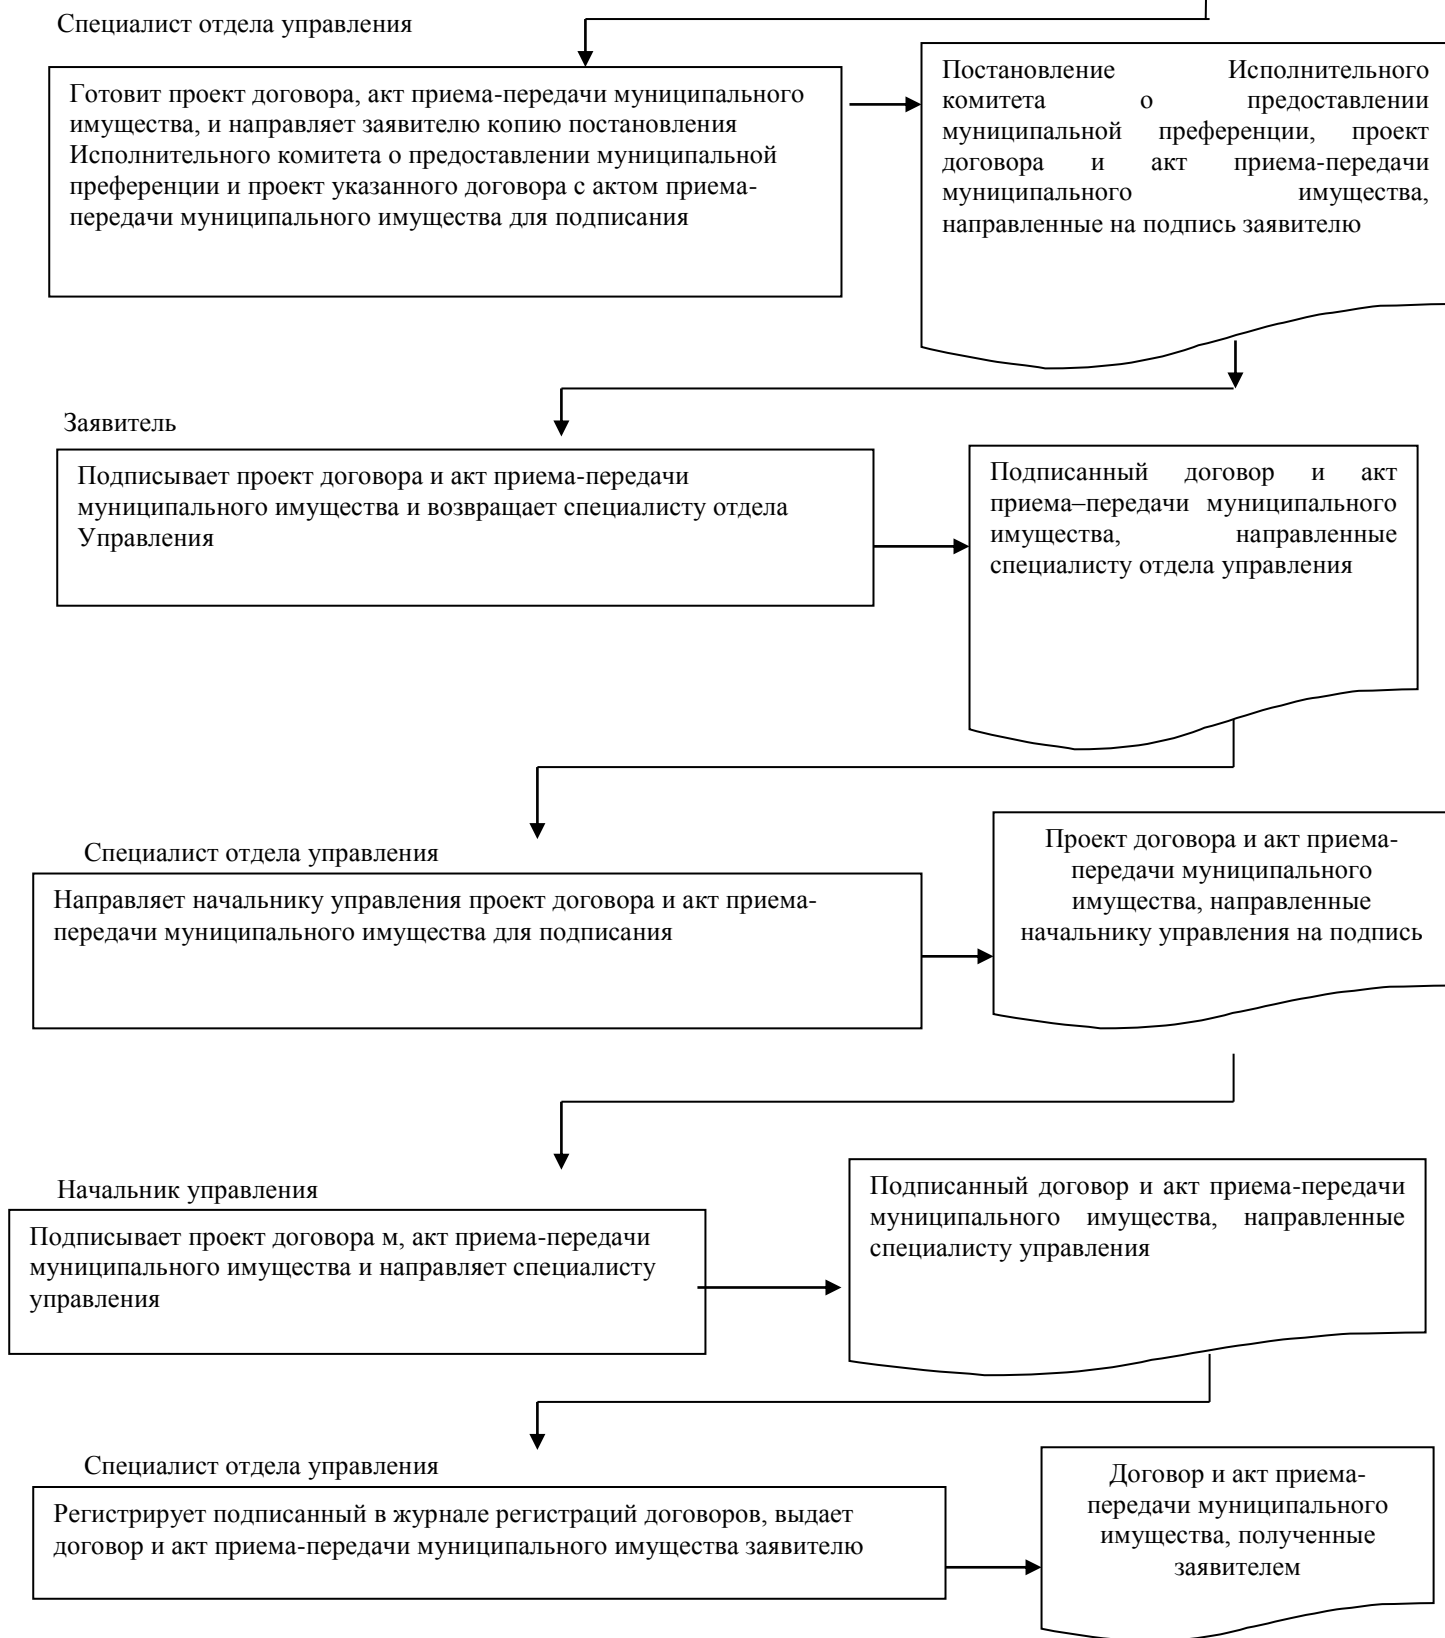 Специалист отдела управления
Готовит проект договора, акт приема-передачи муниципального
имущества, и направляет заявителю копию постановления
Исполнительного комитета о предоставлении муниципальной
преференции и проект указанного договора с актом приема-
передачи муниципального имущества для подписания
Постановление Исполнительного
комитета о предоставлении
муниципальной преференции, проект
договора и акт приема-передачи
муниципального имущества,
направленные на подпись заявителю
Заявитель
Подписывает проект договора и акт приема-передачи
муниципального имущества и возвращает специалисту отдела
Управления
Подписанный договор и акт
приема–передачи муниципального
имущества, направленные
специалисту отдела управления
Специалист отдела управления
Направляет начальнику управления проект договора и акт приема-
передачи муниципального имущества для подписания
Проект договора и акт приема-
передачи муниципального
имущества, направленные
начальнику управления на подпись
Начальник управления
Подписывает проект договора м, акт приема-передачи
муниципального имущества и направляет специалисту
управления
Подписанный договор и акт приема-передачи
муниципального имущества, направленные
специалисту управления
Специалист отдела управления
Регистрирует подписанный в журнале регистраций договоров, выдает
договор и акт приема-передачи муниципального имущества заявителю
Договор и акт приема-
передачи муниципального
имущества, полученные
заявителем